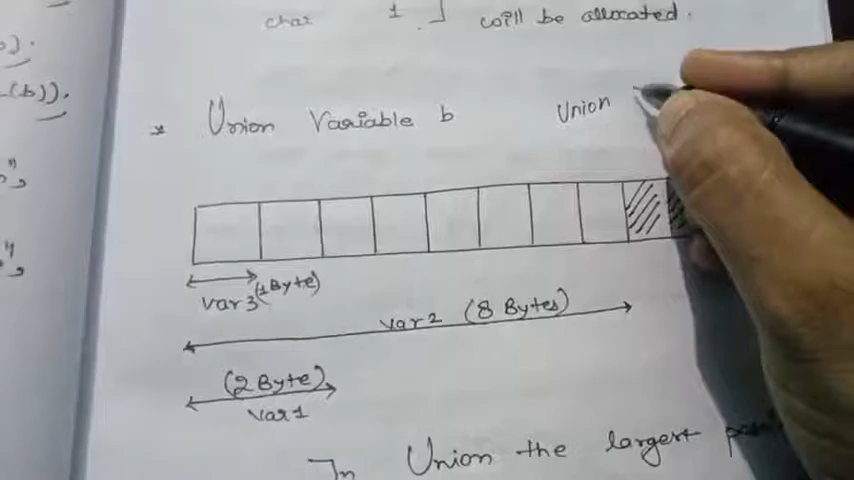 char 1 will be allocated.
* Union Variable b Union
var3 (1 Byte)
var2 (8 Bytes)
(2 Byte)
var1
In Union the largest